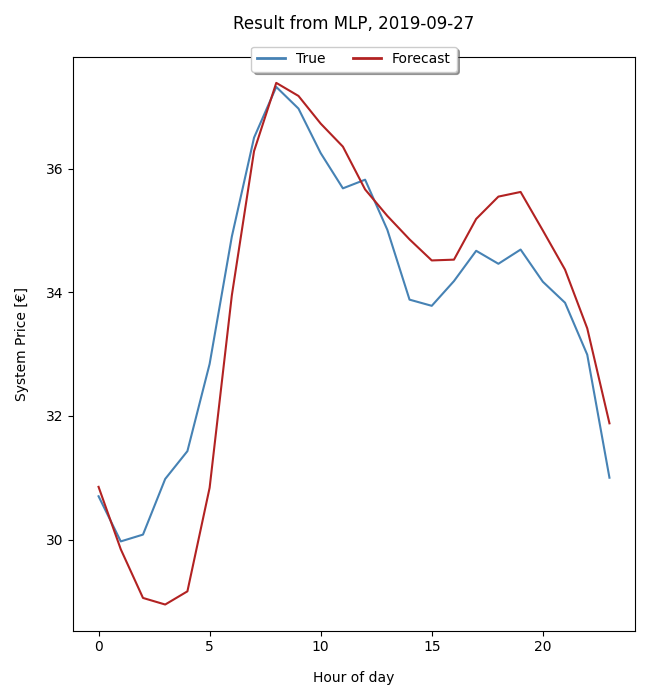 Result from MLP, 2019-09-27
True Forecast
System Price [€]
36
34
32
30
0 5 10 15 20
Hour of day